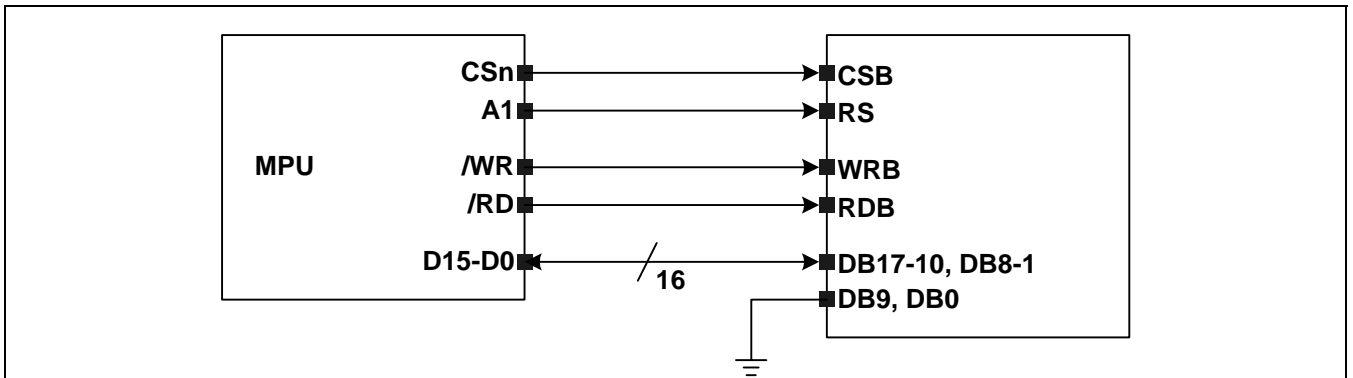 CSn
CSB
A1
RS
MPU
/WR
WRB
/RD
RDB
D15-D0
16
DB17-10, DB8-1
DB9, DB0